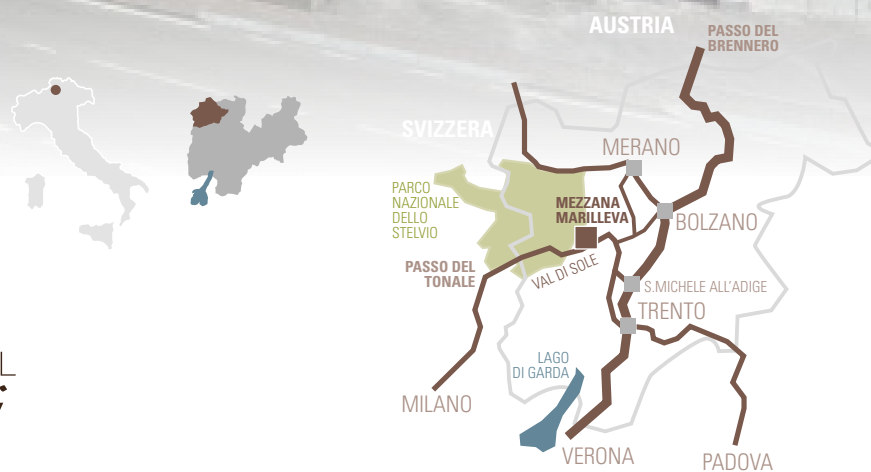 AUSTRIA
PASSO DEL
BRENNERO
SVIZZERA
MERANO
PARCO
NAZIONALE
DELLO
STELVIO
MEZZANA
MARILLEVA
BOLZANO
PASSO DEL
TONALE
VAL DI SOLE
S.MICHELE ALL'ADIGE
TRENTO
LAGO
DI GARDA
MILANO
VERONA
PADOVA